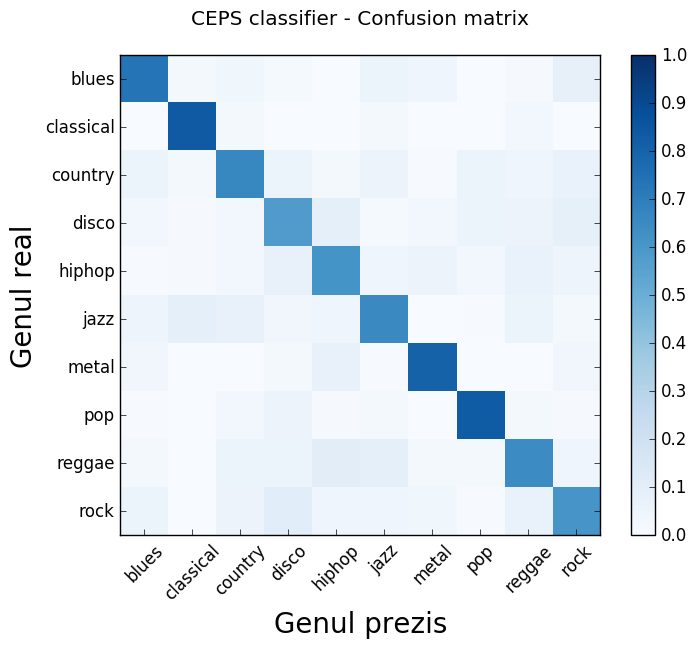 CEPS classifier - Confusion matrix
Genul real
blues
classical
country
disco
hiphop
jazz
metal
pop
reggae
rock
blues classical country disco hiphop jazz metal pop reggae rock
Genul prezis
1.0
0.9
0.8
0.7
0.6
0.5
0.4
0.3
0.2
0.1
0.0